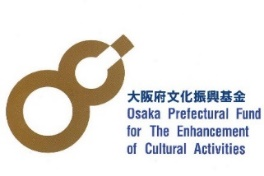 大阪府文化振興基金
Osaka Prefectural Fund
for The Enhancement
of Cultural Activities